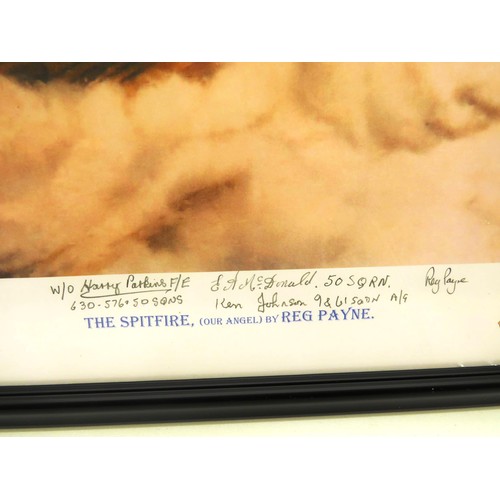 W/O Harry Parkins F/E
630-576+50 SQNS
E A McDonald. 50 SQRN.
Ken Johnson 9 & 61 SQDN A/G
Reg Payne
THE SPITFIRE, (OUR ANGEL) BY REG PAYNE.